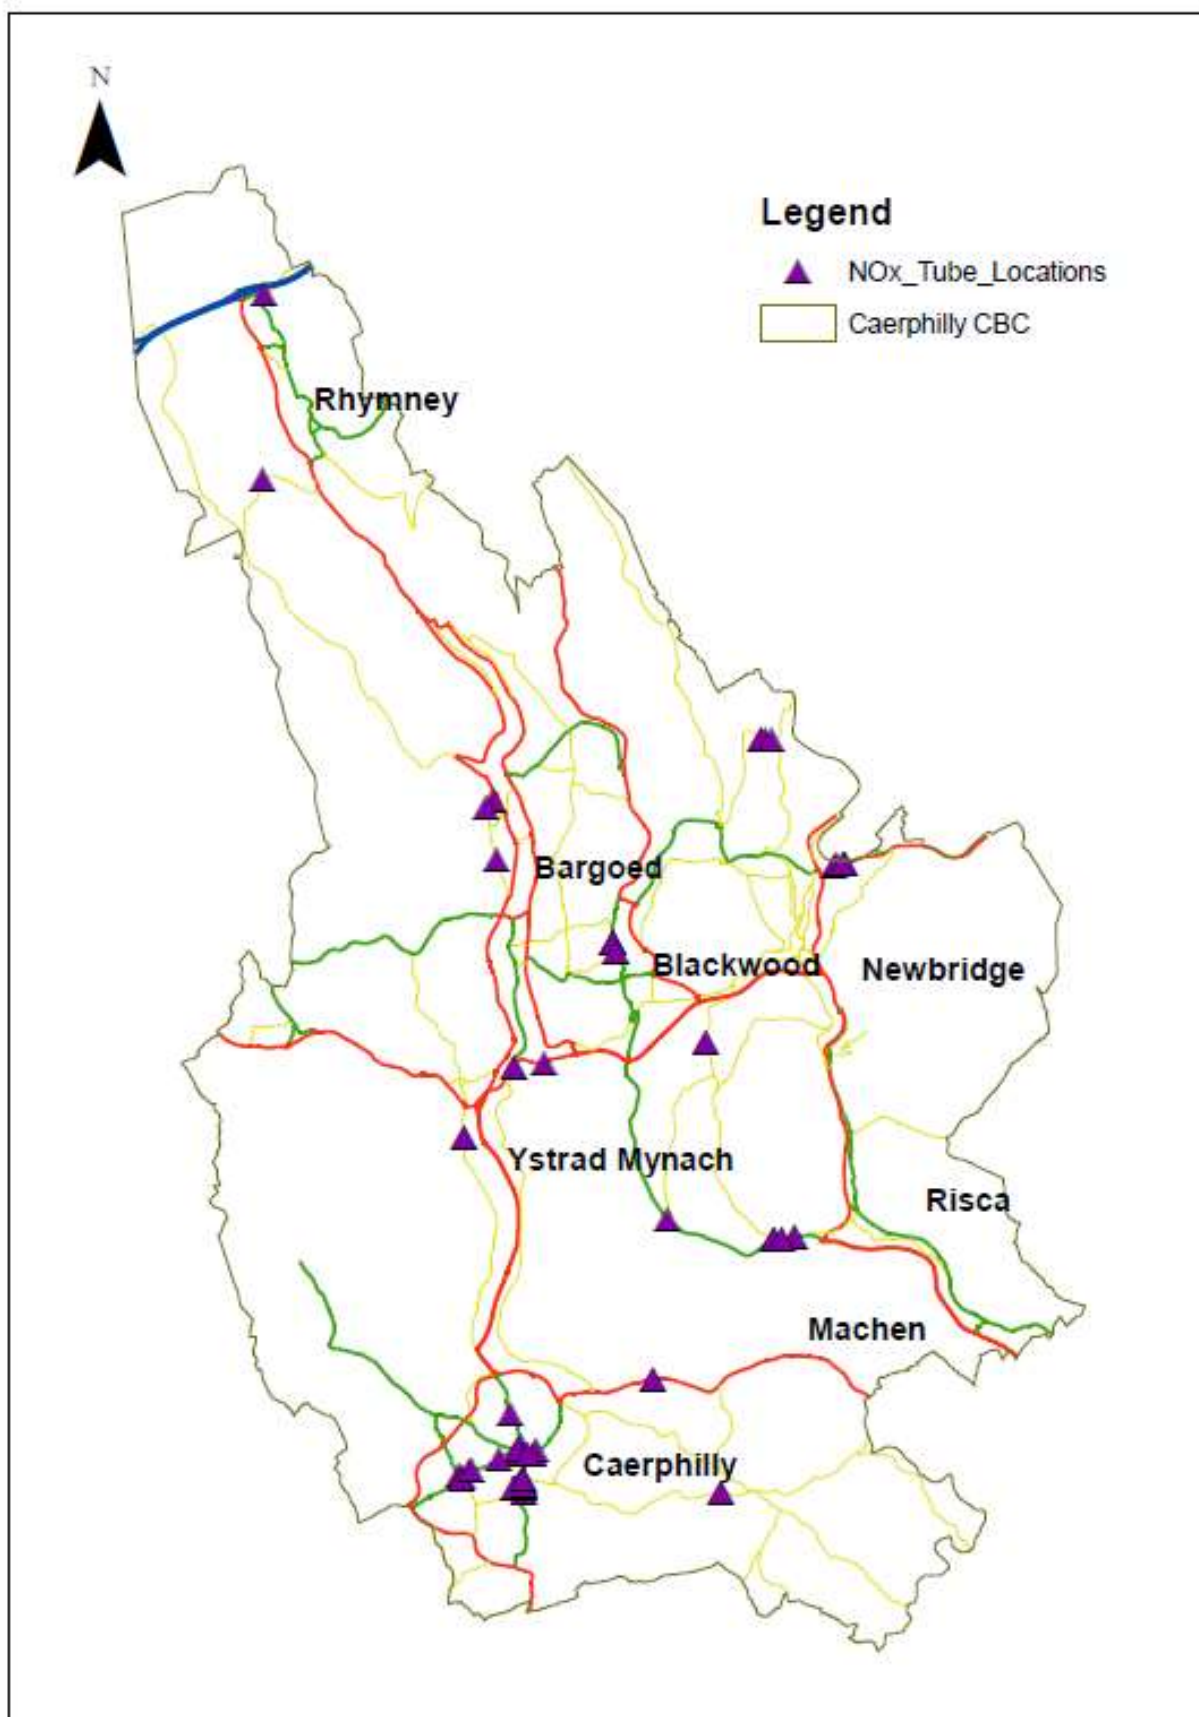 N
Legend
NOx_Tube_Locations
Caerphilly CBC
Rhymney
Bargoed
Blackwood
Newbridge
Ystrad Mynach
Risca
Machen
Caerphilly